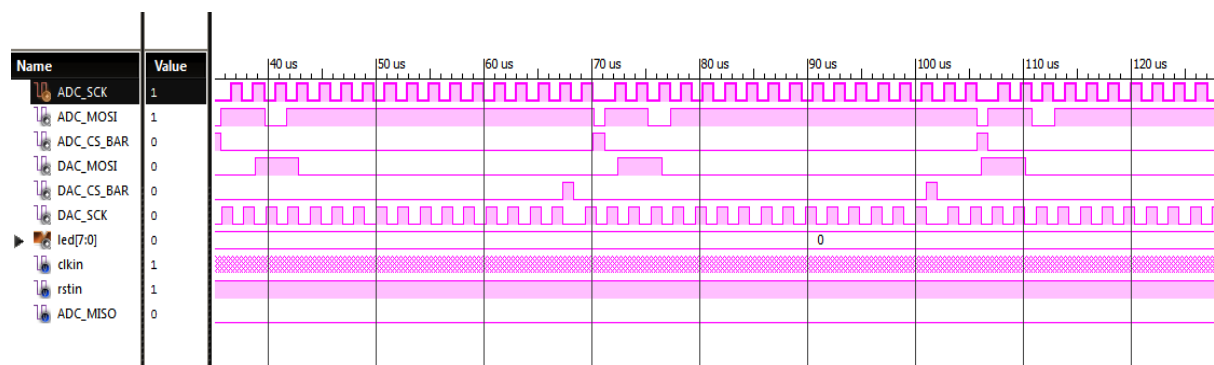 Name Value 40 us 50 us 60 us 70 us 80 us 90 us 100 us 110 us 120 us
ADC_SCK 1
ADC_MOSI 1
ADC_CS_BAR 0
DAC_MOSI 0
DAC_CS_BAR 0
DAC_SCK 0
led[7:0] 0 0
clkin 1
rstin 1
ADC_MISO 0